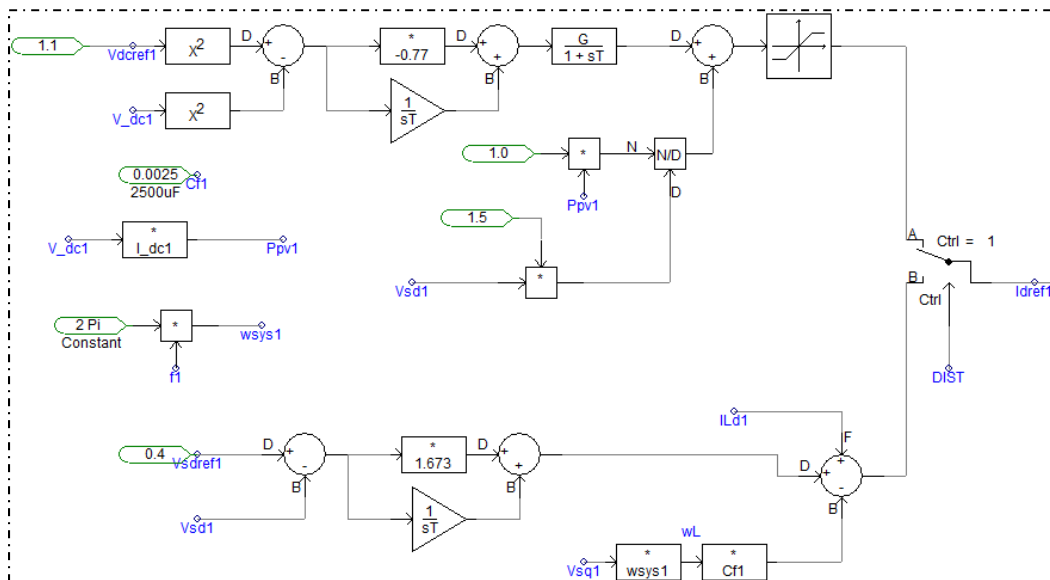 1.1
Vdcref1
X2
D
+
-
B
*
-0.77
D
+
+
B
G
1 + sT
D
+
+
B
V_dc1
X2
1
sT
1.0
*
N
N/D
D
Ppv1
0.0025
Cf1
2500uF
1.5
V_dc1
*
I_dc1
Ppv1
Vsd1
*
A
Ctrl = 1
B
Ctrl
Idref1
2 Pi
Constant
*
wsys1
f1
DIST
ILd1
0.4
Vsdref1
D
+
-
B
*
1.673
D
+
+
B
F
+
D
+
-
B
Vsd1
1
sT
wL
Vsq1
*
wsys1
*
Cf1